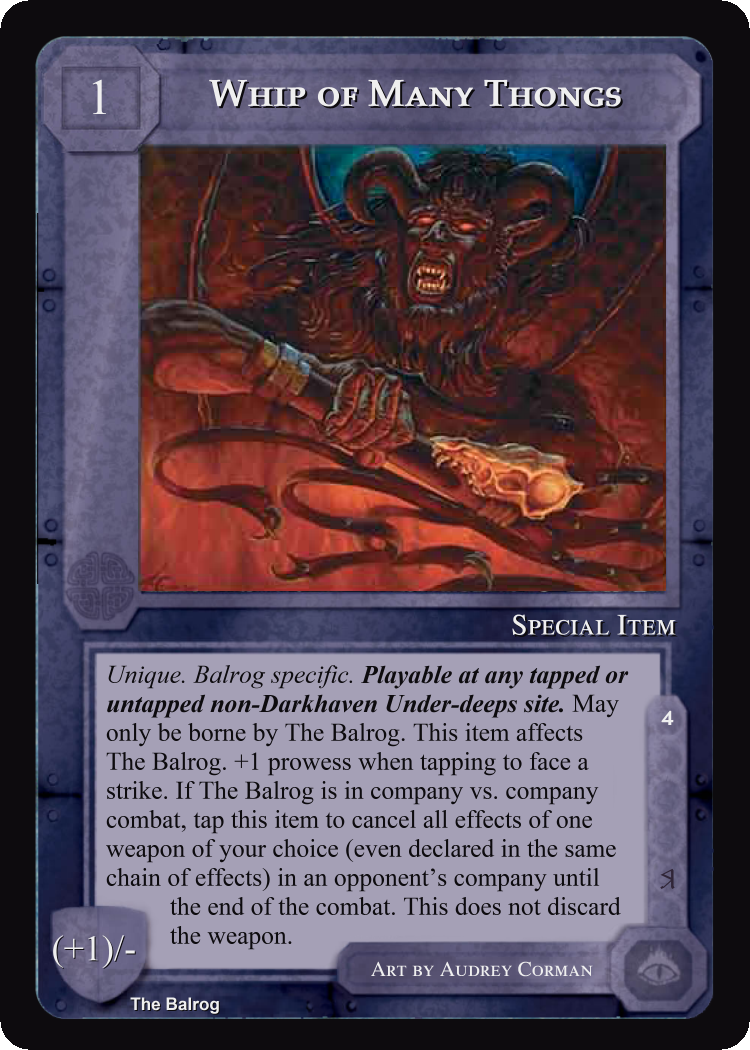 1
Whip of Many Thongs
Special Item
Unique. Balrog specific. Playable at any tapped or
untapped non-Darkhaven Under-deeps site. May
only be borne by The Balrog. This item affects
The Balrog. +1 prowess when tapping to face a
strike. If The Balrog is in company vs. company
combat, tap this item to cancel all effects of one
weapon of your choice (even declared in the same
chain of effects) in an opponent's company until
the end of the combat. This does not discard
the weapon.
4
(+1)/-
Art by Audrey Corman
The Balrog